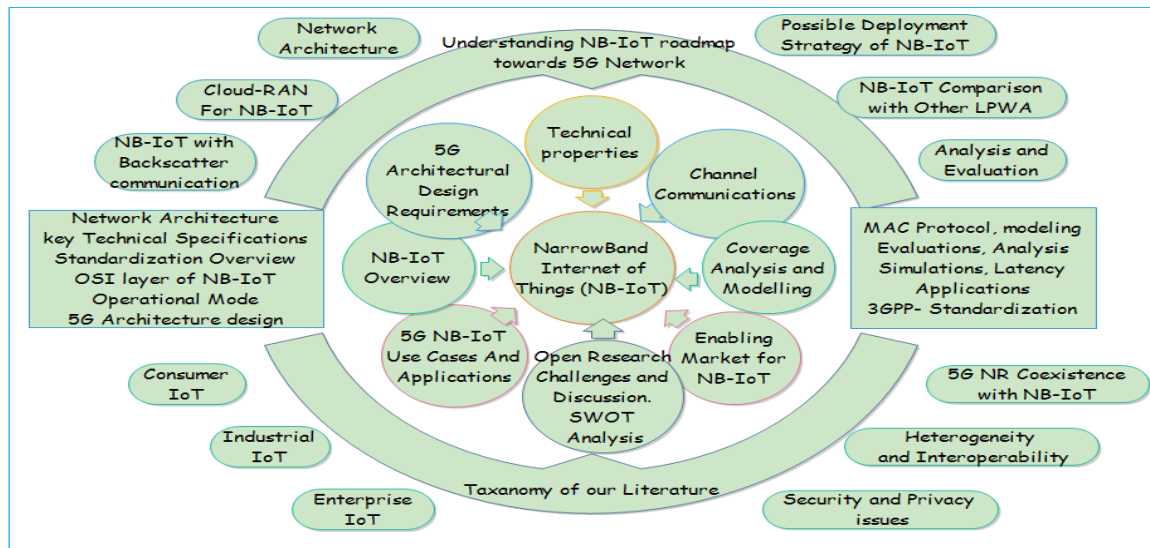 Network
Architecture
Understanding NB-IoT roadmap
towards 5G Network
Possible Deployment
Strategy of NB-IoT
Cloud-RAN
For NB-IoT
NB-IoT Comparison
with Other LPWA
NB-IoT with
Backscatter
communication
Analysis and
Evaluation
Technical
properties
5G
Architectural
Design
Requirements
Channel
Communications
Network Architecture
key Technical Specifications
Standardization Overview
OSI layer of NB-IoT
Operational Mode
5G Architecture design
NB-IoT
Overview
NarrowBand
Internet of
Things (NB-IoT)
Coverage
Analysis and
Modelling
MAC Protocol, modeling
Evaluations, Analysis
Simulations, Latency
Applications
3GPP- Standardization
5G NB-IoT
Use Cases And
Applications
Open Research
Challenges and
Discussion.
SWOT
Analysis
Enabling
Market for
NB-IoT
Consumer
IoT
5G NR Coexistence
with NB-IoT
Industrial
IoT
Heterogeneity
and Interoperability
Enterprise
IoT
Taxanomy of our Literature
Security and Privacy
issues